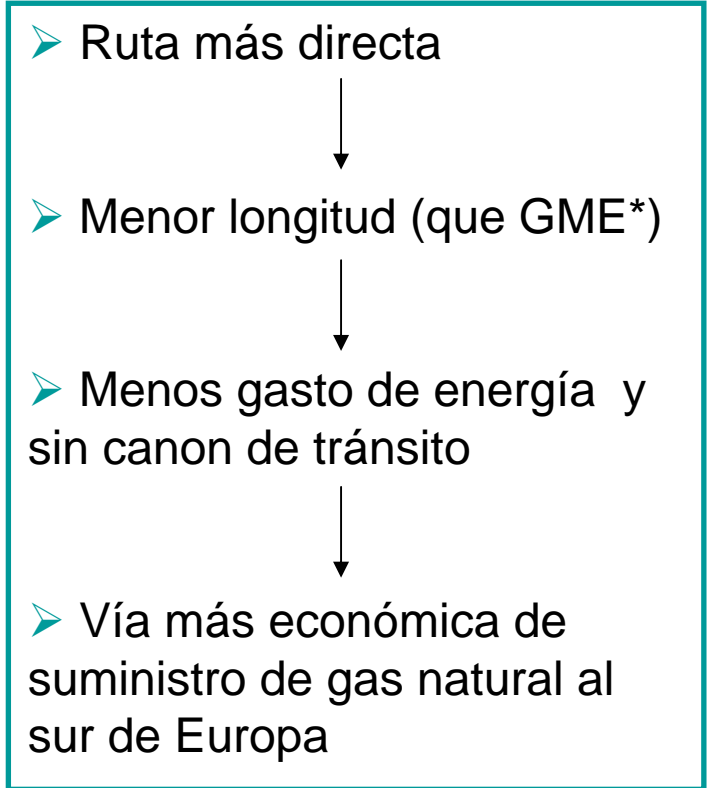 ➢ Ruta más directa
➢ Menor longitud (que GME*)
➢ Menos gasto de energía y
sin canon de tránsito
➢ Vía más económica de
suministro de gas natural al
sur de Europa